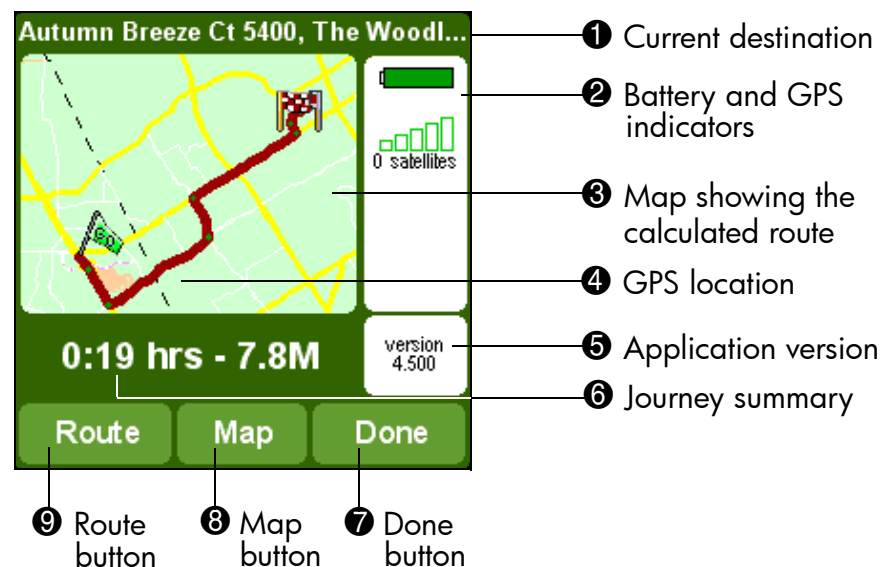 Autumn Breeze Ct 5400, The Woodl...
❶ Current destination
❷ Battery and GPS
indicators
0 satellites
❸ Map showing the
calculated route
GO
❹ GPS location
0:19 hrs - 7.8M
version
4.500
❺ Application version
❻ Journey summary
Route Map Done
❾ Route
button
❽ Map
button
❼ Done
button